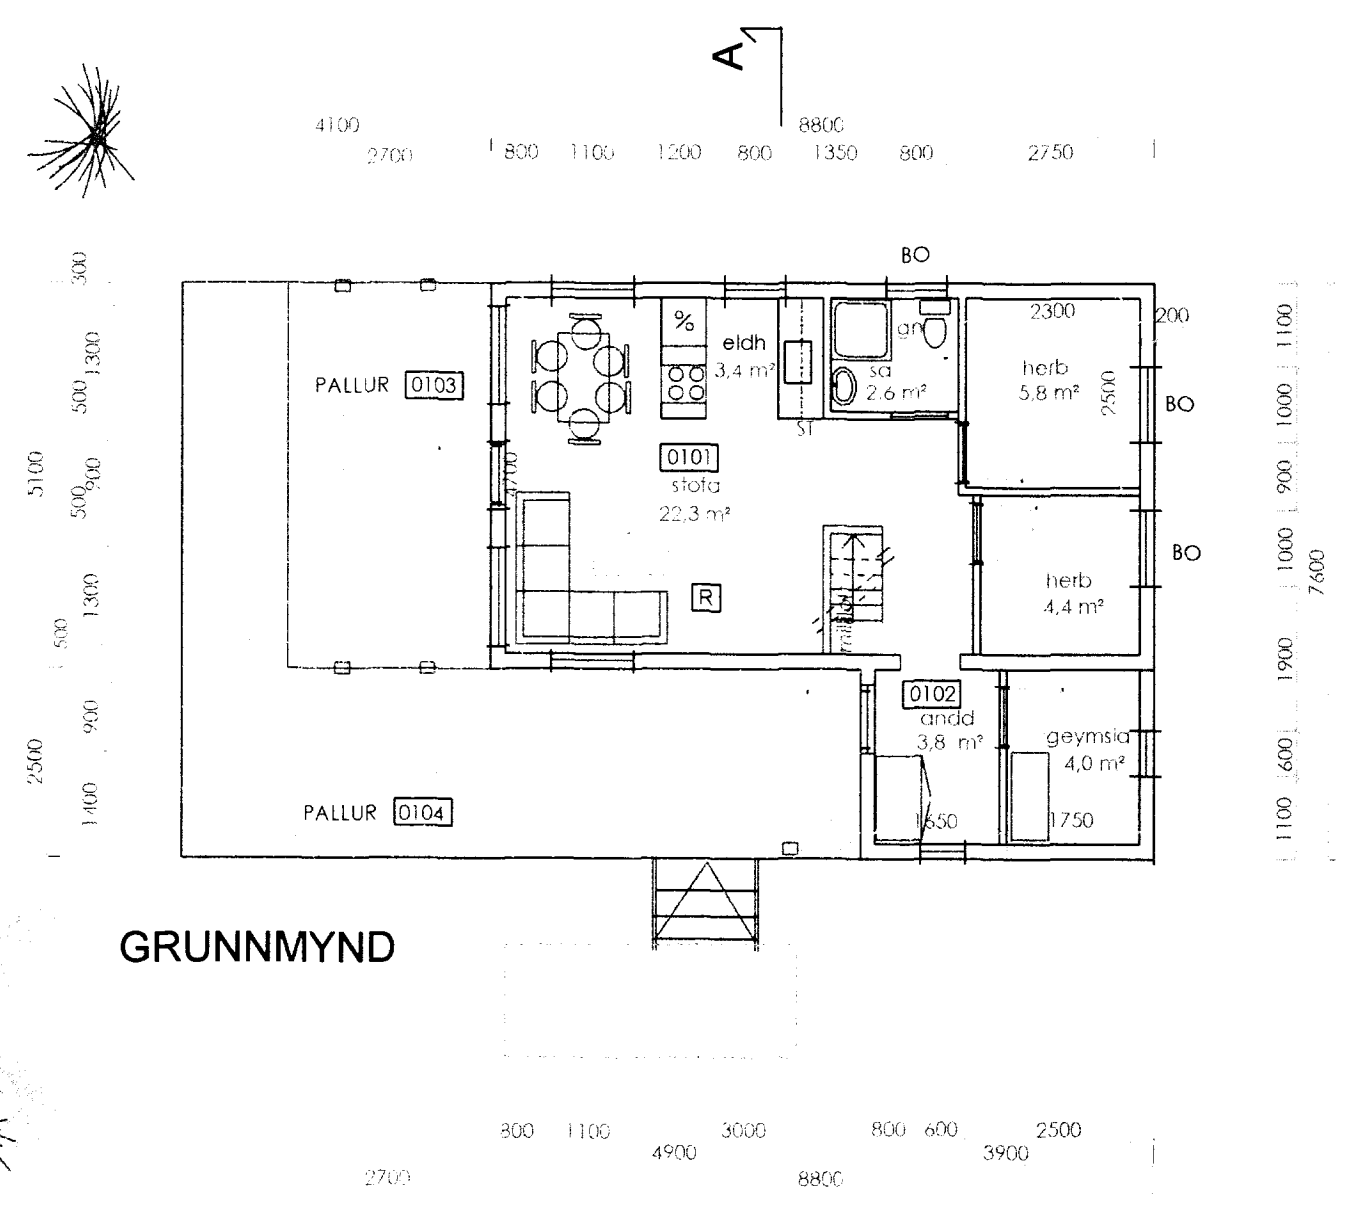 A
4100 8800
2700 800 1100 1200 800 1350 800 2750
BO
300
1300
500
900
500
1300
500
900
1400
5100
2500
2300 200
1100
1000
900
1000
1900
600
1100
7600
%
eldh
3,4 m²
sa
2.6 m²
herb
5,8 m²
2500
BO
PALLUR 0103
ST
0101
stofa
22,3 m²
4700
R
herb
4,4 m²
BO
0102
andd
3,8 m²
geymsla
4,0 m²
1650 1750
PALLUR 0104
GRUNNMYND
800 1100 3000 800 600 2500
4900 3900
2700 8800